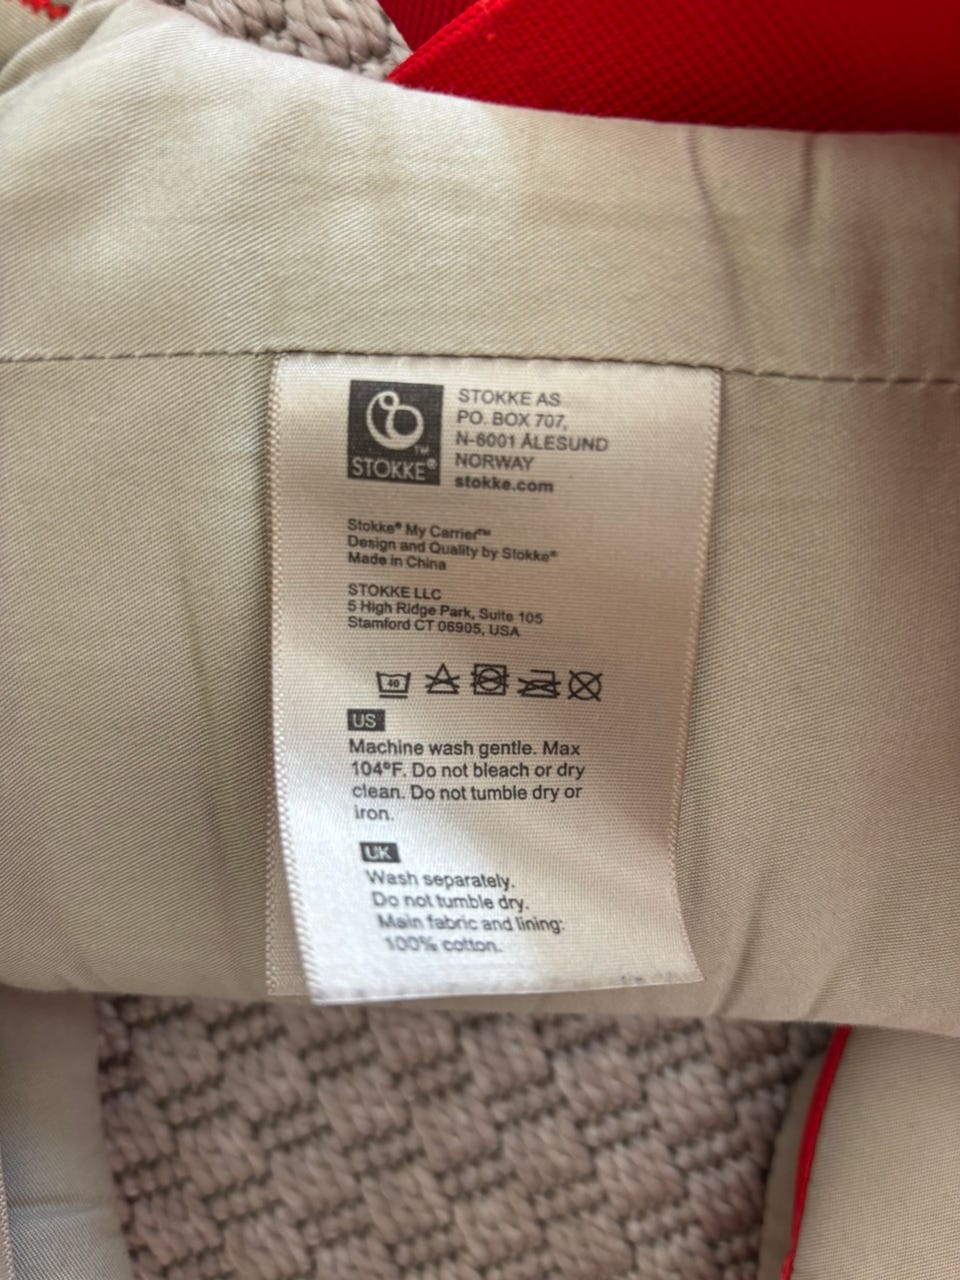 STOKKE AS
PO. BOX 707,
N-6001 ÅLESUND
NORWAY
stokke.com
TM
STOKKE®
Stokke® My Carrier™
Design and Quality by Stokke®
Made in China
STOKKE LLC
5 High Ridge Park, Suite 105
Stamford CT 06905, USA
40
US
Machine wash gentle. Max
104°F. Do not bleach or dry
clean. Do not tumble dry or
iron.
UK
Wash separately.
Do not tumble dry.
Main fabric and lining:
100% cotton.